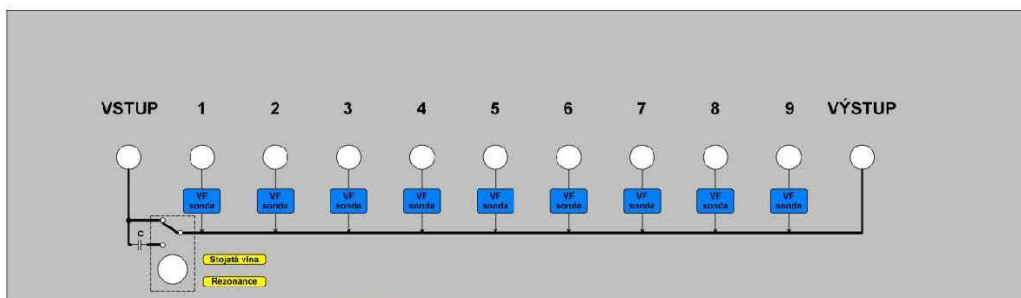 VSTUP 1 2 3 4 5 6 7 8 9 VÝSTUP
VF VF VF VF VF VF VF VF VF
sonda sonda sonda sonda sonda sonda sonda sonda sonda
C
Stojatá vlna
Rezonance